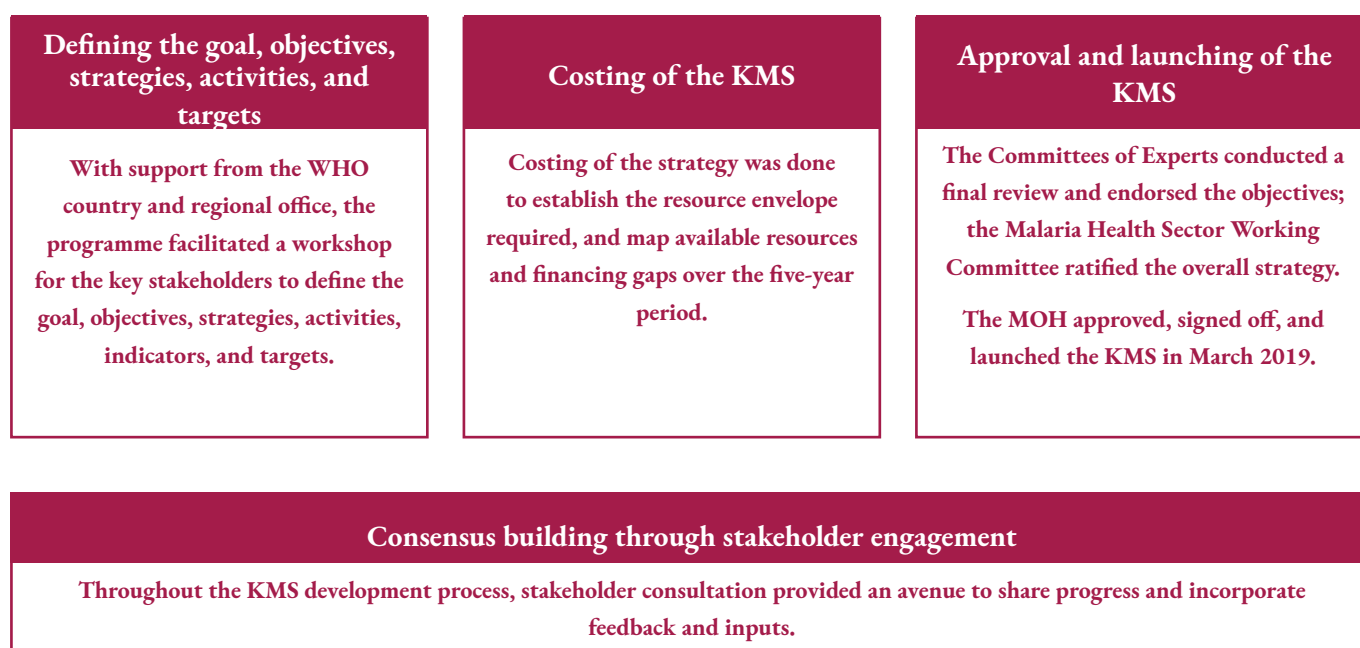 Defining the goal, objectives,
strategies, activities, and
targets
With support from the WHO
country and regional office, the
programme facilitated a workshop
for the key stakeholders to define the
goal, objectives, strategies, activities,
indicators, and targets.
Costing of the KMS
Costing of the strategy was done
to establish the resource envelope
required, and map available resources
and financing gaps over the five-year
period.
Approval and launching of the
KMS
The Committees of Experts conducted a
final review and endorsed the objectives;
the Malaria Health Sector Working
Committee ratified the overall strategy.
The MOH approved, signed off, and
launched the KMS in March 2019.
Consensus building through stakeholder engagement
Throughout the KMS development process, stakeholder consultation provided an avenue to share progress and incorporate
feedback and inputs.